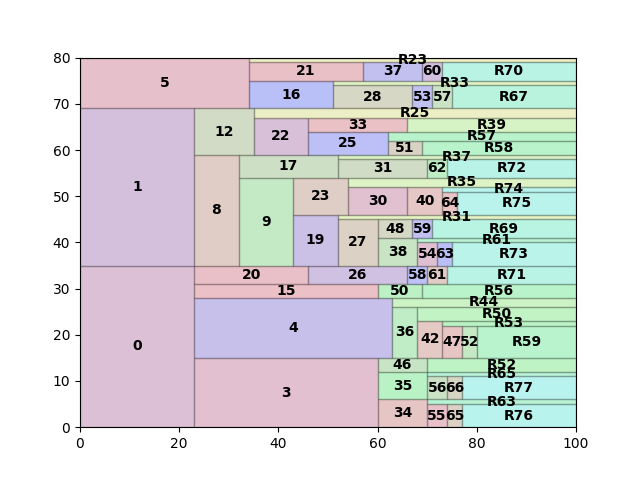 80
R23
5 21 37 60 R70
R33
70
16 28 53 57 R67
R25
12 22 33 R39
R57
60
25 51 R58
R37
17 31 62 R72
R35
R74
50
1 8 9 23 30 40 64 R75
R31
19 27 48 59 R69
R61
40
38 54 63 R73
20 26 58 61 R71
30
15 50 R56
R44
R50
R53
20
0 4 36 42 47 52 R59
46 R52
R65
10
3 35 56 66 R77
R63
34 55 65 R76
0
0 20 40 60 80 100